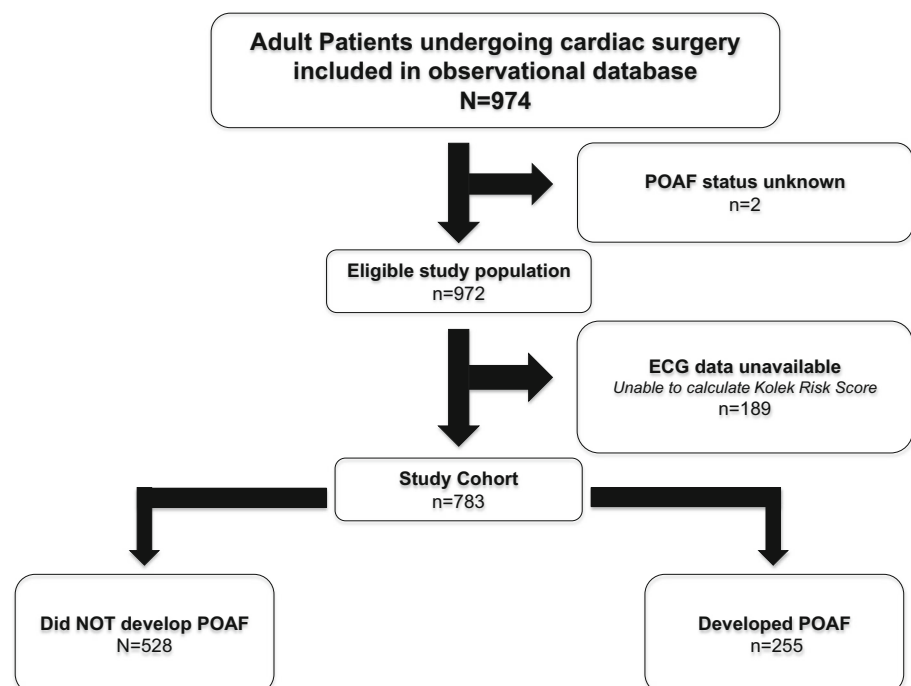 Adult Patients undergoing cardiac surgery
included in observational database
N=974
POAF status unknown
n=2
Eligible study population
n=972
ECG data unavailable
Unable to calculate Kolek Risk Score
n=189
Study Cohort
n=783
Did NOT develop POAF
N=528
Developed POAF
n=255